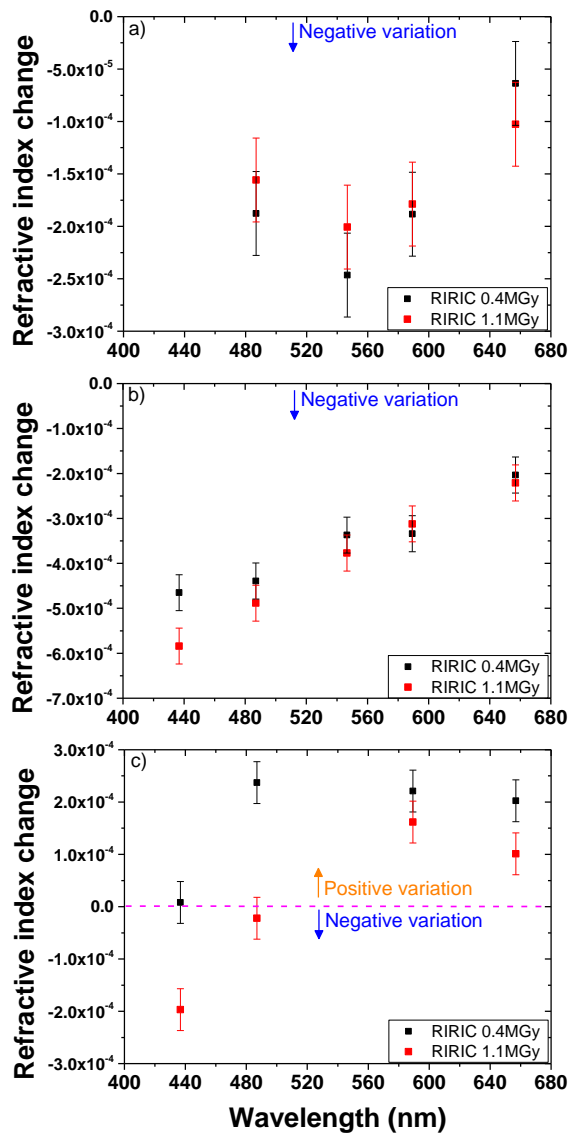 a)
Negative variation
Refractive index change
0.0
-5.0x10⁻⁵
-1.0x10⁻⁴
-1.5x10⁻⁴
-2.0x10⁻⁴
-2.5x10⁻⁴
-3.0x10⁻⁴
RIRIC 0.4MGy
RIRIC 1.1MGy
400 440 480 520 560 600 640 680
b)
Negative variation
Refractive index change
0.0
-1.0x10⁻⁴
-2.0x10⁻⁴
-3.0x10⁻⁴
-4.0x10⁻⁴
-5.0x10⁻⁴
-6.0x10⁻⁴
-7.0x10⁻⁴
RIRIC 0.4MGy
RIRIC 1.1MGy
400 440 480 520 560 600 640 680
c)
Refractive index change
3.0x10⁻⁴
2.0x10⁻⁴
1.0x10⁻⁴
0.0
-1.0x10⁻⁴
-2.0x10⁻⁴
-3.0x10⁻⁴
Positive variation
Negative variation
RIRIC 0.4MGy
RIRIC 1.1MGy
400 440 480 520 560 600 640 680
Wavelength (nm)